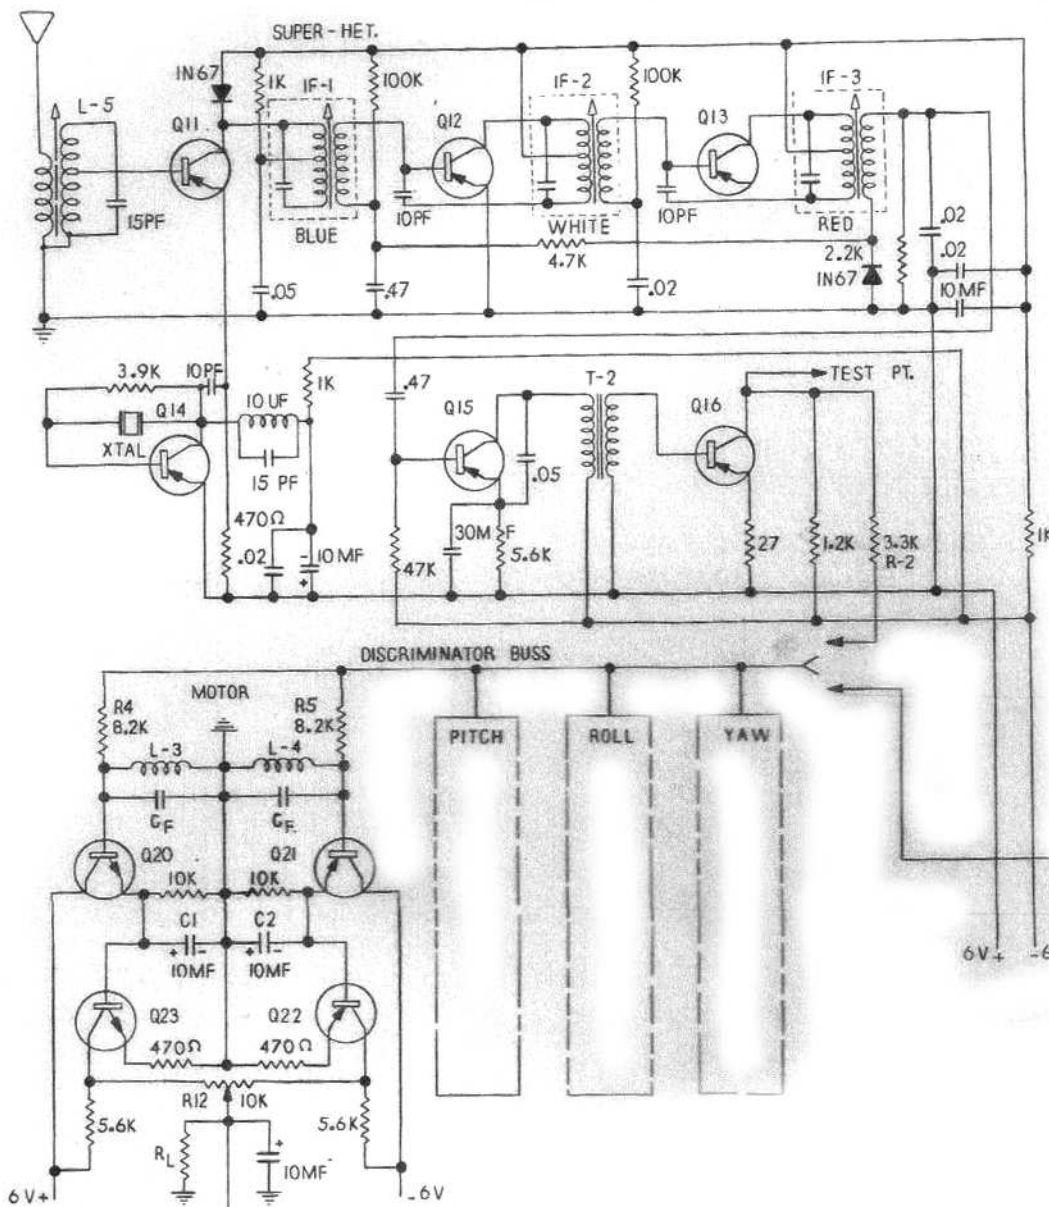 SUPER-HET.
IN67
L-5
Q11
1K
IF-1
100K
Q12
IF-2
100K
Q13
IF-3
15PF
BLUE
10PF
WHITE
10PF
RED
4.7K
2.2K
IN67
.02
.02
10MF
.05
.47
.02
3.9K
10PF
1K
.47
T-2
TEST PT.
Q14
10UF
Q15
Q16
XTAL
15 PF
.05
470Ω
.02
- 10MF
+
30M F
5.6K
47K
27
1.2K
3.3K
R-2
1K
DISCRIMINATOR BUSS
MOTOR
R4
8.2K
R5
8.2K
PITCH
ROLL
YAW
L-3
L-4
CF
CF
Q20
Q21
10K
10K
C1
C2
+ -
+ -
10MF
10MF
6V+
-6
Q23
Q22
470Ω
470Ω
R12
10K
5.6K
5.6K
RL
+
10MF
6V+
-6V